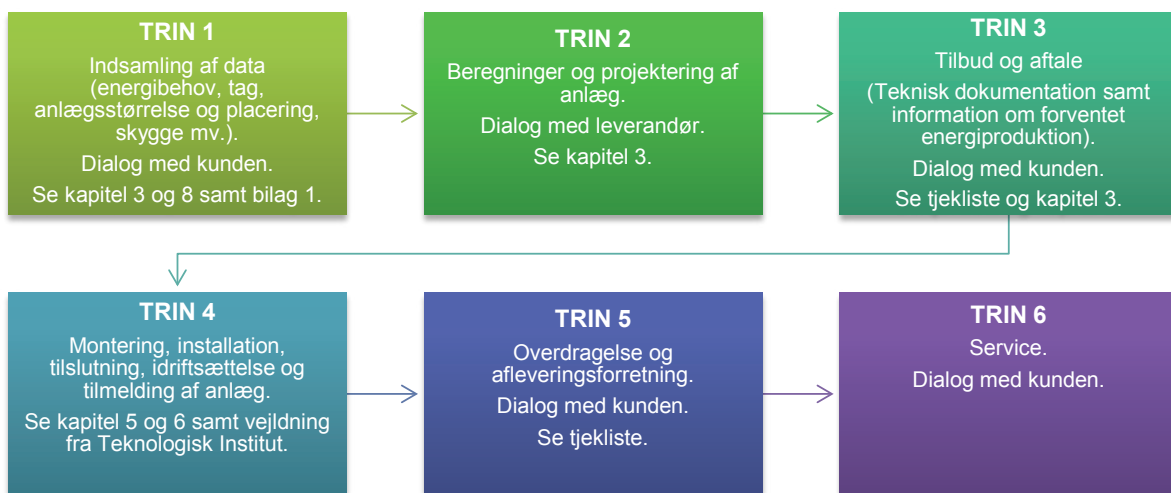 TRIN 1
Indsamling af data
(energibehov, tag,
anlægsstørrelse og placering,
skygge mv.).
Dialog med kunden.
Se kapitel 3 og 8 samt bilag 1.
TRIN 2
Beregninger og projektering af
anlæg.
Dialog med leverandør.
Se kapitel 3.
TRIN 3
Tilbud og aftale
(Teknisk dokumentation samt
information om forventet
energiproduktion).
Dialog med kunden.
Se tjekliste og kapitel 3.
TRIN 4
Montering, installation,
tilslutning, idriftsættelse og
tilmelding af anlæg.
Se kapitel 5 og 6 samt vejldning
fra Teknologisk Institut.
TRIN 5
Overdragelse og
afleveringsforretning.
Dialog med kunden.
Se tjekliste.
TRIN 6
Service.
Dialog med kunden.